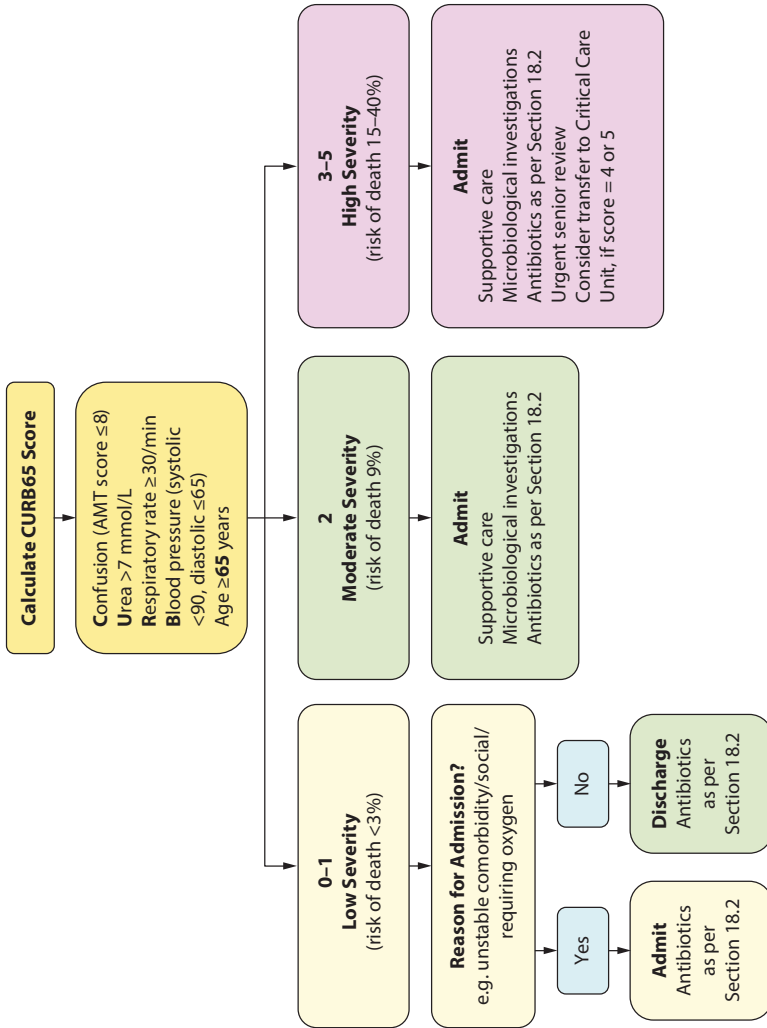 Calculate CURB65 Score
Confusion (AMT score ≤8)
Urea >7 mmol/L
Respiratory rate ≥30/min
Blood pressure (systolic
<90, diastolic ≤65)
Age ≥65 years
0–1
Low Severity
(risk of death <3%)
2
Moderate Severity
(risk of death 9%)
3–5
High Severity
(risk of death 15–40%)
Reason for Admission?
e.g. unstable comorbidity/social/
requiring oxygen
Admit
Supportive care
Microbiological investigations
Antibiotics as per Section 18.2
Admit
Supportive care
Microbiological investigations
Antibiotics as per Section 18.2
Urgent senior review
Consider transfer to Critical Care
Unit, if score = 4 or 5
Yes
No
Admit
Antibiotics
as per
Section 18.2
Discharge
Antibiotics
as per
Section 18.2